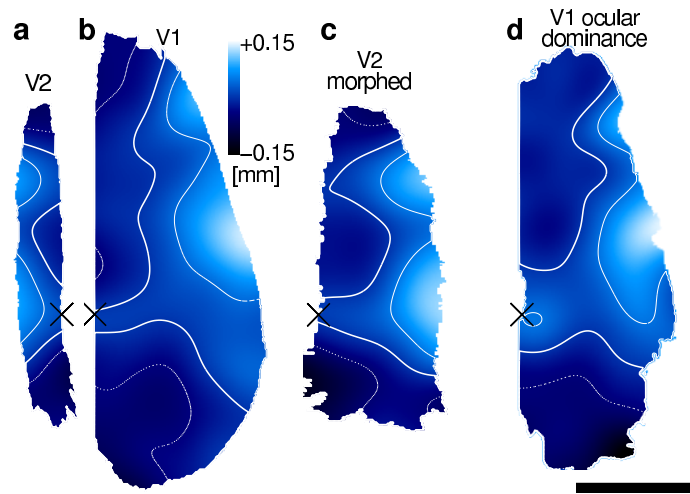 a
V2
b
V1
+0.15
−0.15
[mm]
c
V2
morphed
d
V1 ocular
dominance